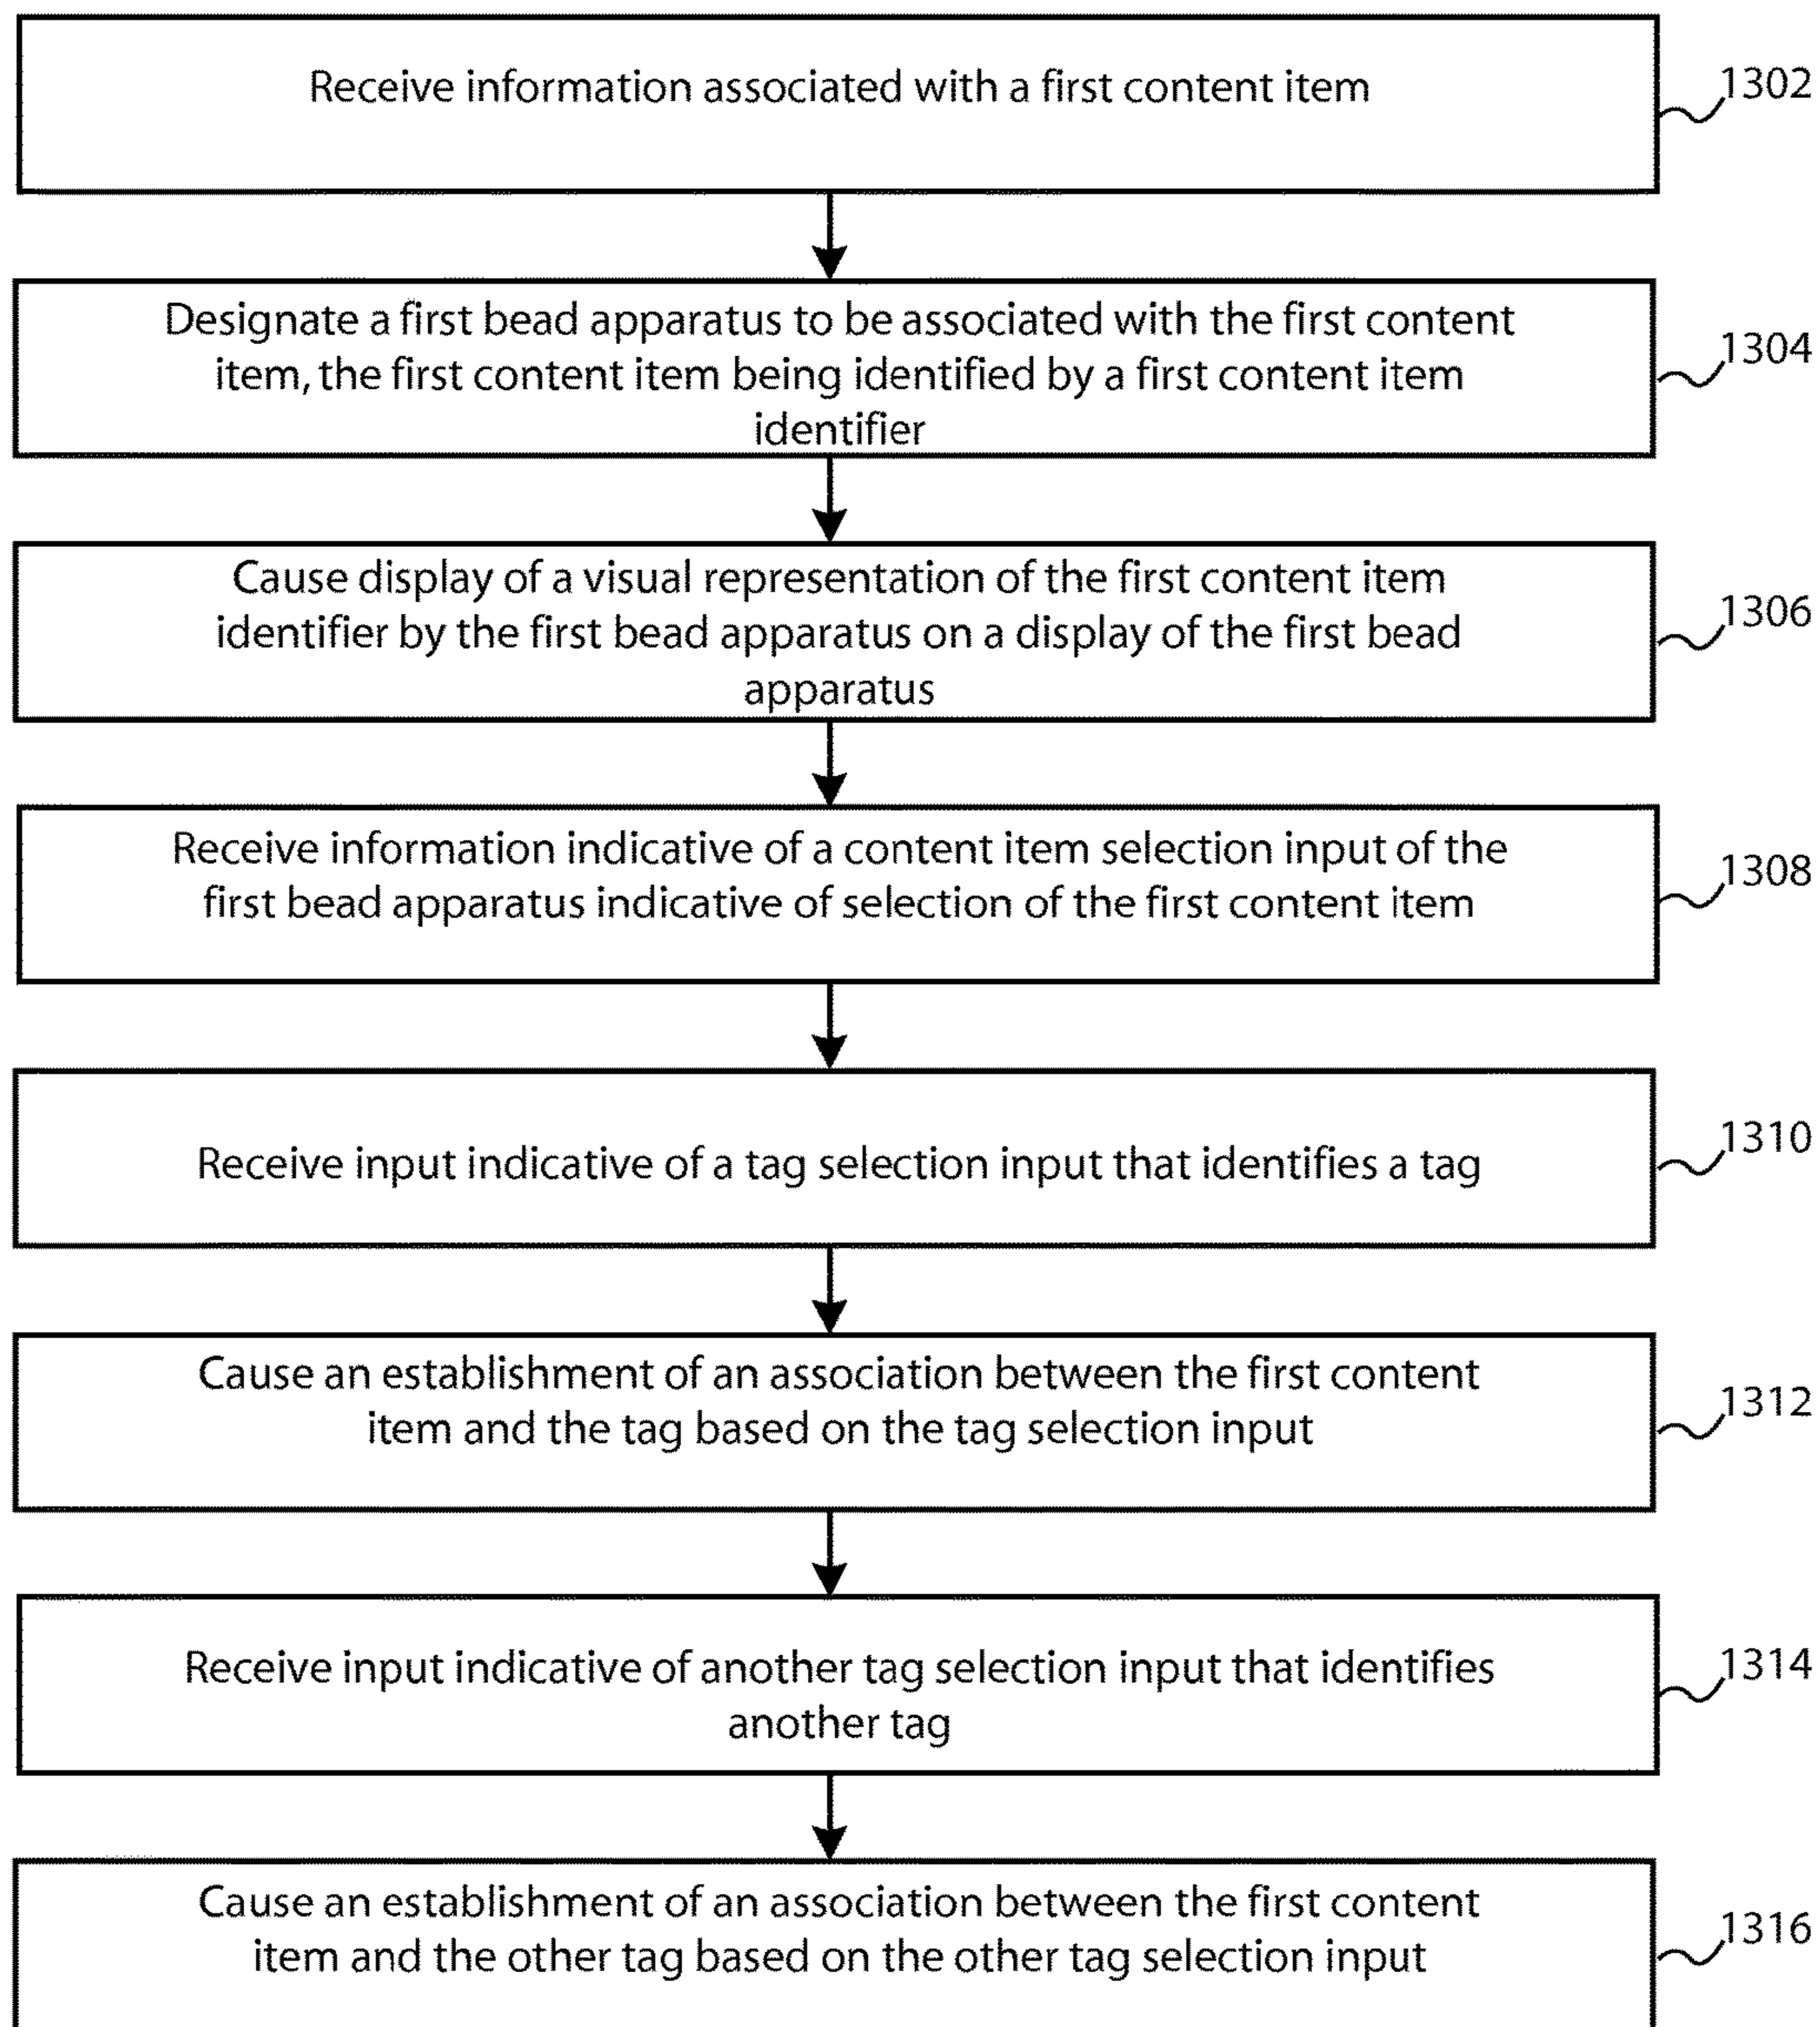 Receive information associated with a first content item
1302
Designate a first bead apparatus to be associated with the first content
item, the first content item being identified by a first content item
identifier
1304
Cause display of a visual representation of the first content item
identifier by the first bead apparatus on a display of the first bead
apparatus
1306
Receive information indicative of a content item selection input of the
first bead apparatus indicative of selection of the first content item
1308
Receive input indicative of a tag selection input that identifies a tag
1310
Cause an establishment of an association between the first content
item and the tag based on the tag selection input
1312
Receive input indicative of another tag selection input that identifies
another tag
1314
Cause an establishment of an association between the first content
item and the other tag based on the other tag selection input
1316